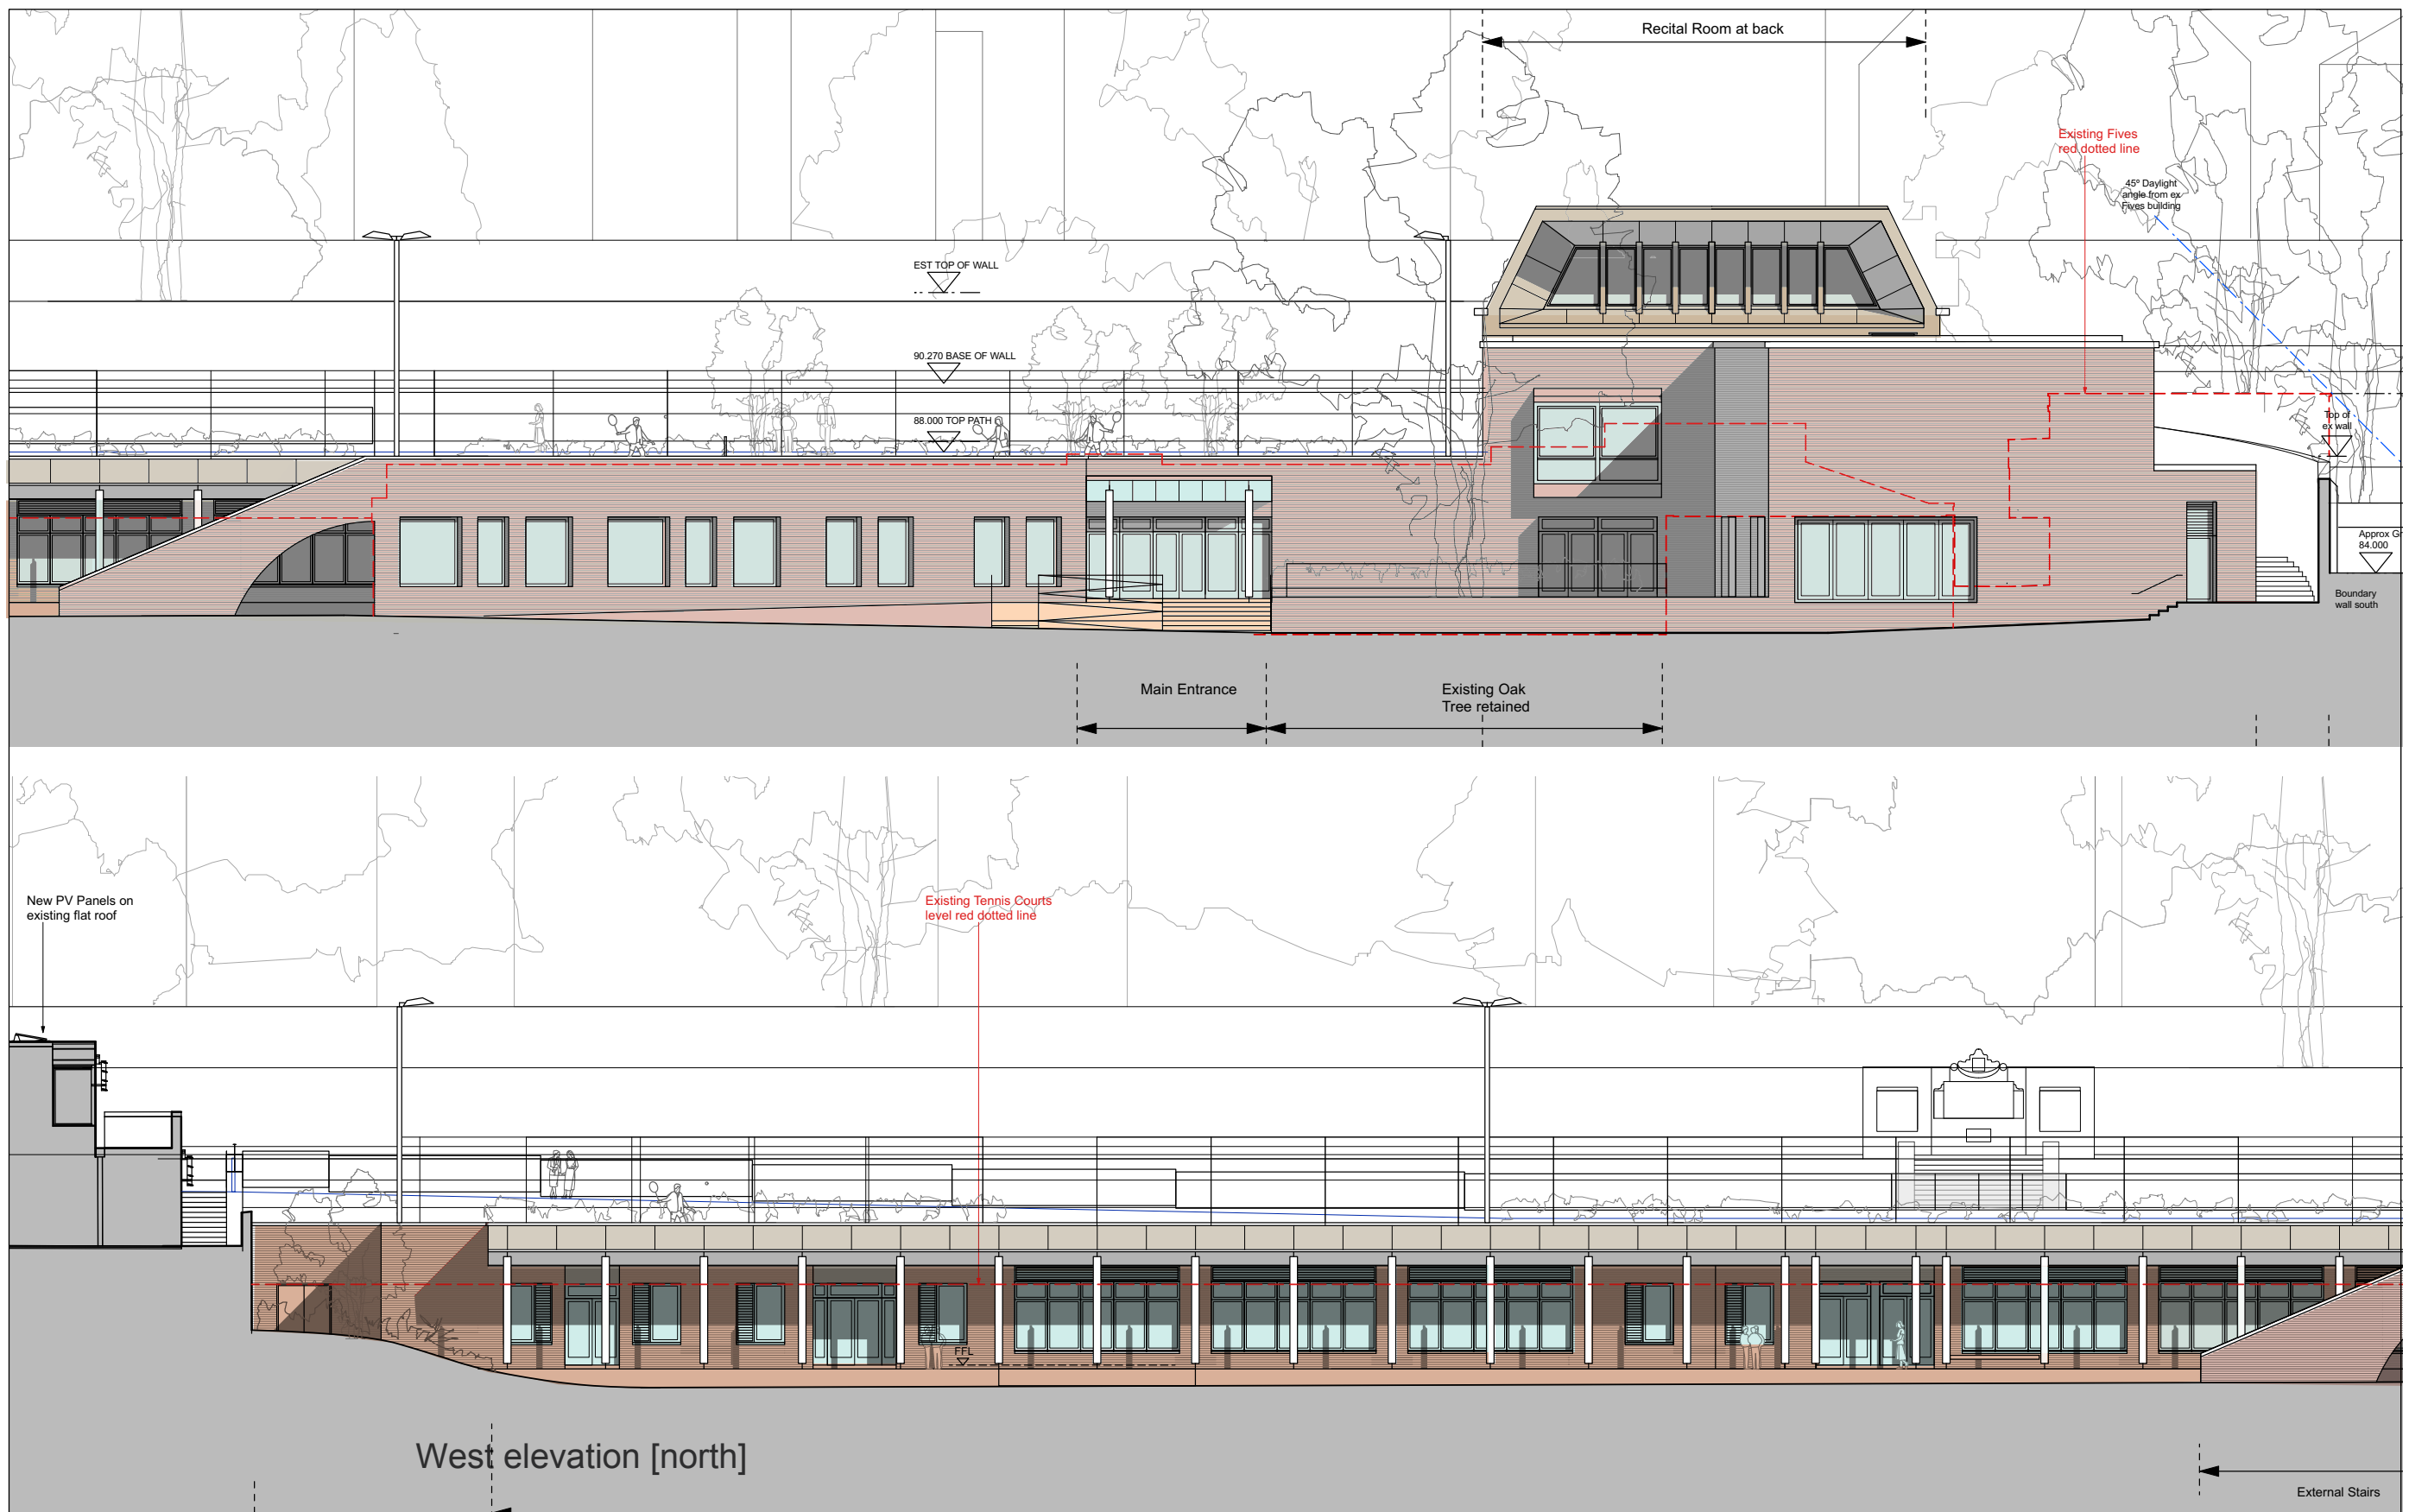 Recital Room at back
Existing Fives
red dotted line
45º Daylight
angle from ex
Fives building
EST TOP OF WALL
90.270 BASE OF WALL
88.000 TOP PATH
Top of
ex wall
Approx
84.000
Boundary
wall south
Main Entrance
Existing Oak
Tree retained
New PV Panels on
existing flat roof
Existing Tennis Courts
level red dotted line
FFL
West elevation [north]
External Stairs